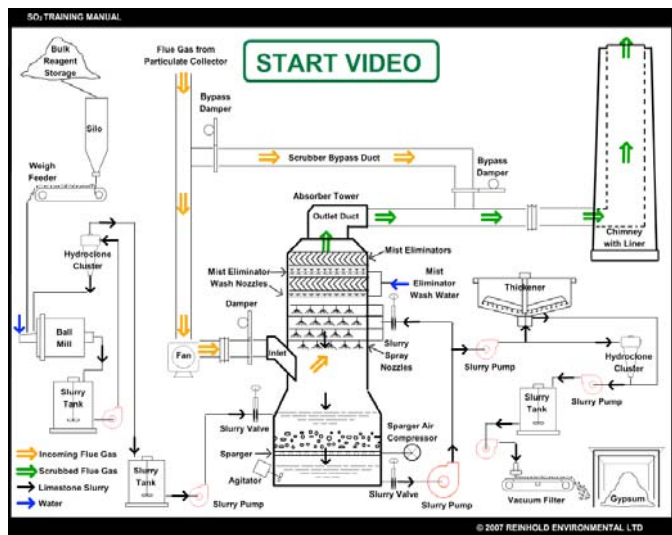 SO₂ TRAINING MANUAL
Bulk
Reagent
Storage
Flue Gas from
Particulate Collector
START VIDEO
Bypass
Damper
Silo
Weigh
Feeder
Scrubber Bypass Duct
Bypass
Damper
Absorber Tower
Outlet Duct
Chimney
with Liner
Hydroclone
Cluster
Mist Eliminators
Mist Eliminator
Wash Nozzles
Mist
Eliminator
Wash Water
Thickener
Damper
Ball
Mill
Fan
Inlet
Slurry
Spray
Nozzles
Slurry Pump
Hydroclone
Cluster
Slurry
Tank
Slurry
Tank
Slurry Pump
Slurry Valve
Sparger Air
Compressor
Incoming Flue Gas
Scrubbed Flue Gas
Limestone Slurry
Water
Slurry
Tank
Sparger
Agitator
Slurry Pump
Slurry Valve
Slurry Pump
Vacuum Filter
Gypsum
© 2007 REINHOLD ENVIRONMENTAL LTD